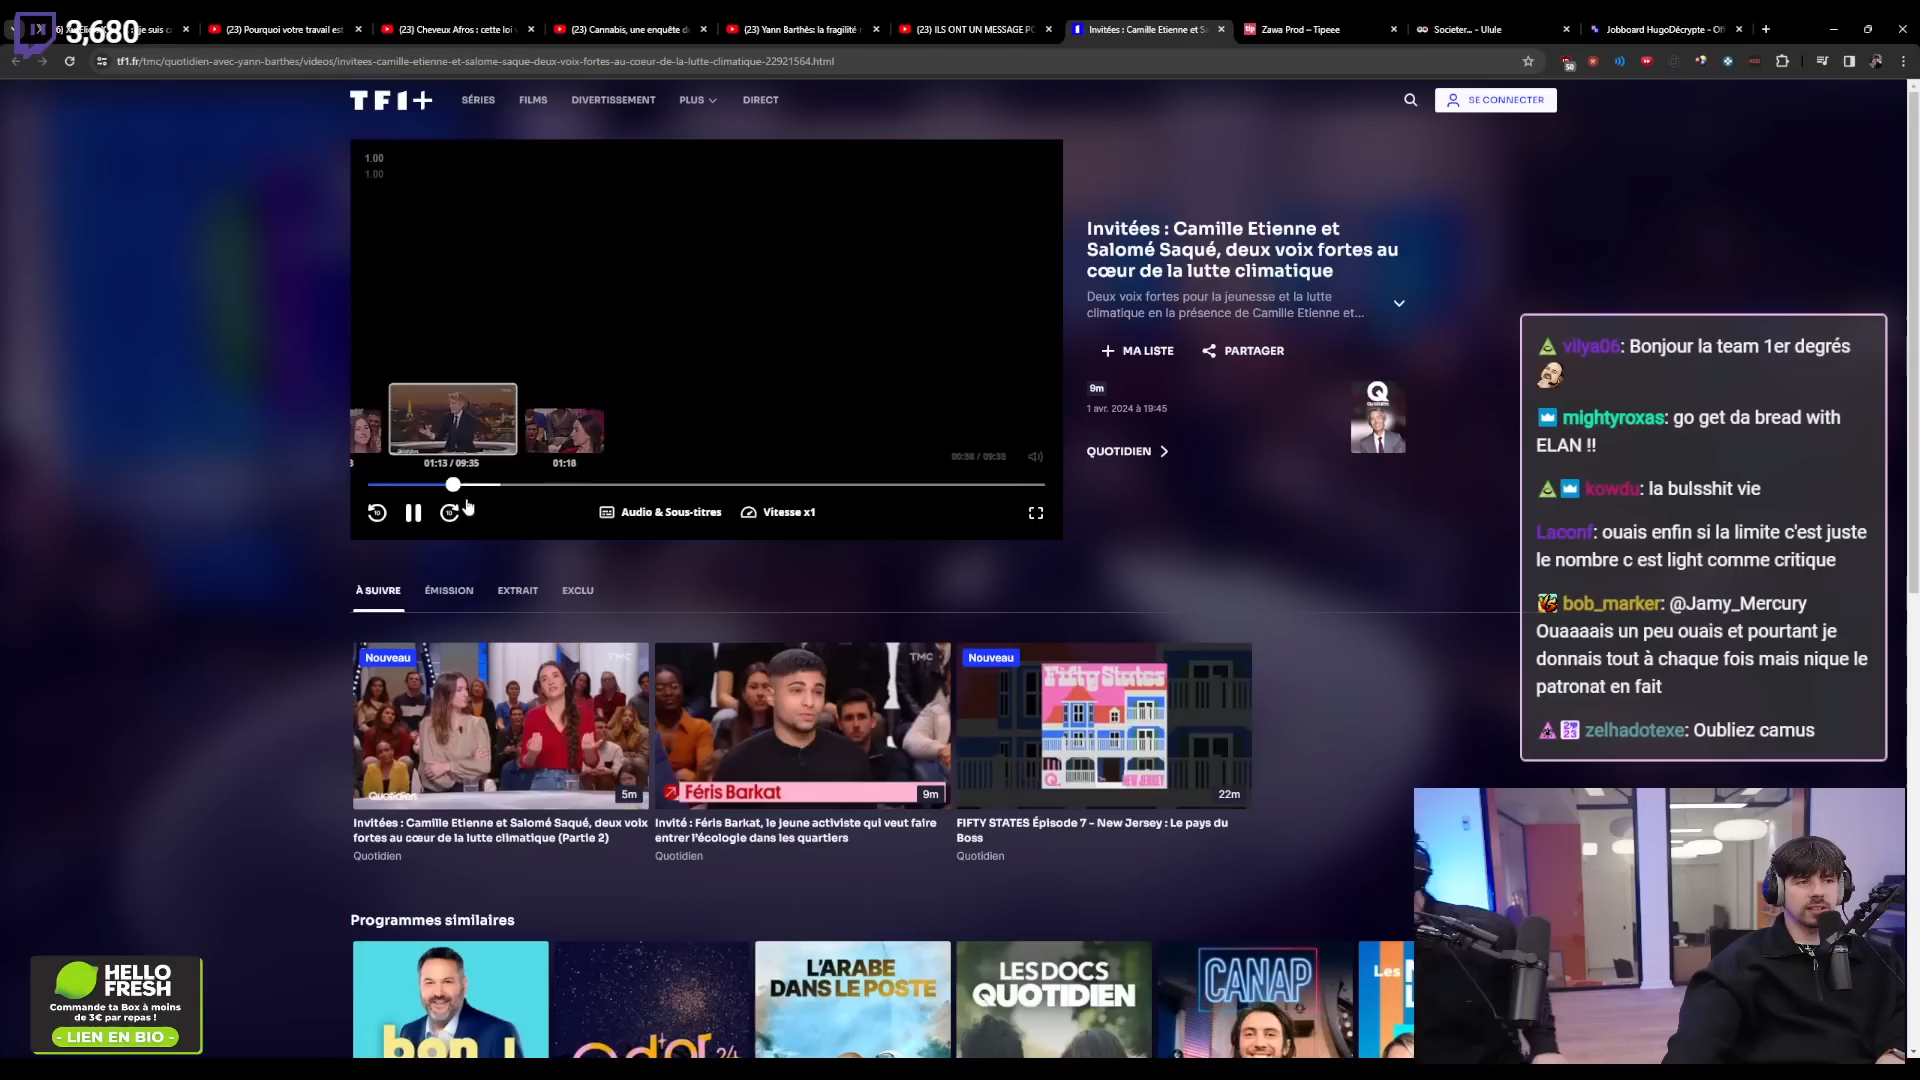 3,680
(23) Pourquoi votre travail est
(23) Cheveux Afros : cette loi
(23) Cannabis, une enquête d
(23) Yann Barthès: la fragilité
(23) ILS ONT UN MESSAGE P
Invitées : Camille Etienne et S
Zawa Prod – Tipeee
Societer... - Ulule
Jobboard HugoDécrypte - Of
tf1.fr/tmc/quotidien-avec-yann-barthes/videos/invitees-camille-etienne-et-salome-saque-deux-voix-fortes-au-coeur-de-la-lutte-climatique-22921564.html
50
TF1+
SÉRIES
FILMS
DIVERTISSEMENT
PLUS
DIRECT
SE CONNECTER
1.00
1.00
Invitées : Camille Etienne et
Salomé Saqué, deux voix fortes au
cœur de la lutte climatique
Deux voix fortes pour la jeunesse et la lutte
climatique en la présence de Camille Etienne et...
MA LISTE
PARTAGER
9m
1 avr. 2024 à 19:45
Q
Quotidien
QUOTIDIEN
3
01:13 / 09:35
01:18
00:58 / 09:35
10
10
Audio & Sous-titres
Vitesse x1
À SUIVRE
ÉMISSION
EXTRAIT
EXCLU
Nouveau
TMC
Quotidien
5m
Invitées : Camille Etienne et Salomé Saqué, deux voix
fortes au cœur de la lutte climatique (Partie 2)
Quotidien
TMC
Féris Barkat
9m
Invité : Féris Barkat, le jeune activiste qui veut faire
entrer l'écologie dans les quartiers
Quotidien
Nouveau
Fifty States
Q
NEW JERSEY
22m
FIFTY STATES Épisode 7 - New Jersey : Le pays du
Boss
Quotidien
Programmes similaires
L'ARABE
DANS LE POSTE
LES DOCS
QUOTIDIEN
CANAP
Les
vilya06: Bonjour la team 1er degrés
mightyroxas: go get da bread with
ELAN !!
kowdu: la bulsshit vie
Laconf: ouais enfin si la limite c'est juste
le nombre c est light comme critique
bob_marker: @Jamy_Mercury
Ouaaaais un peu ouais et pourtant je
donnais tout à chaque fois mais nique le
patronat en fait
zelhadotexe: Oubliez camus
HELLO
FRESH
Commande ta Box à moins
de 3€ par repas !
- LIEN EN BIO -